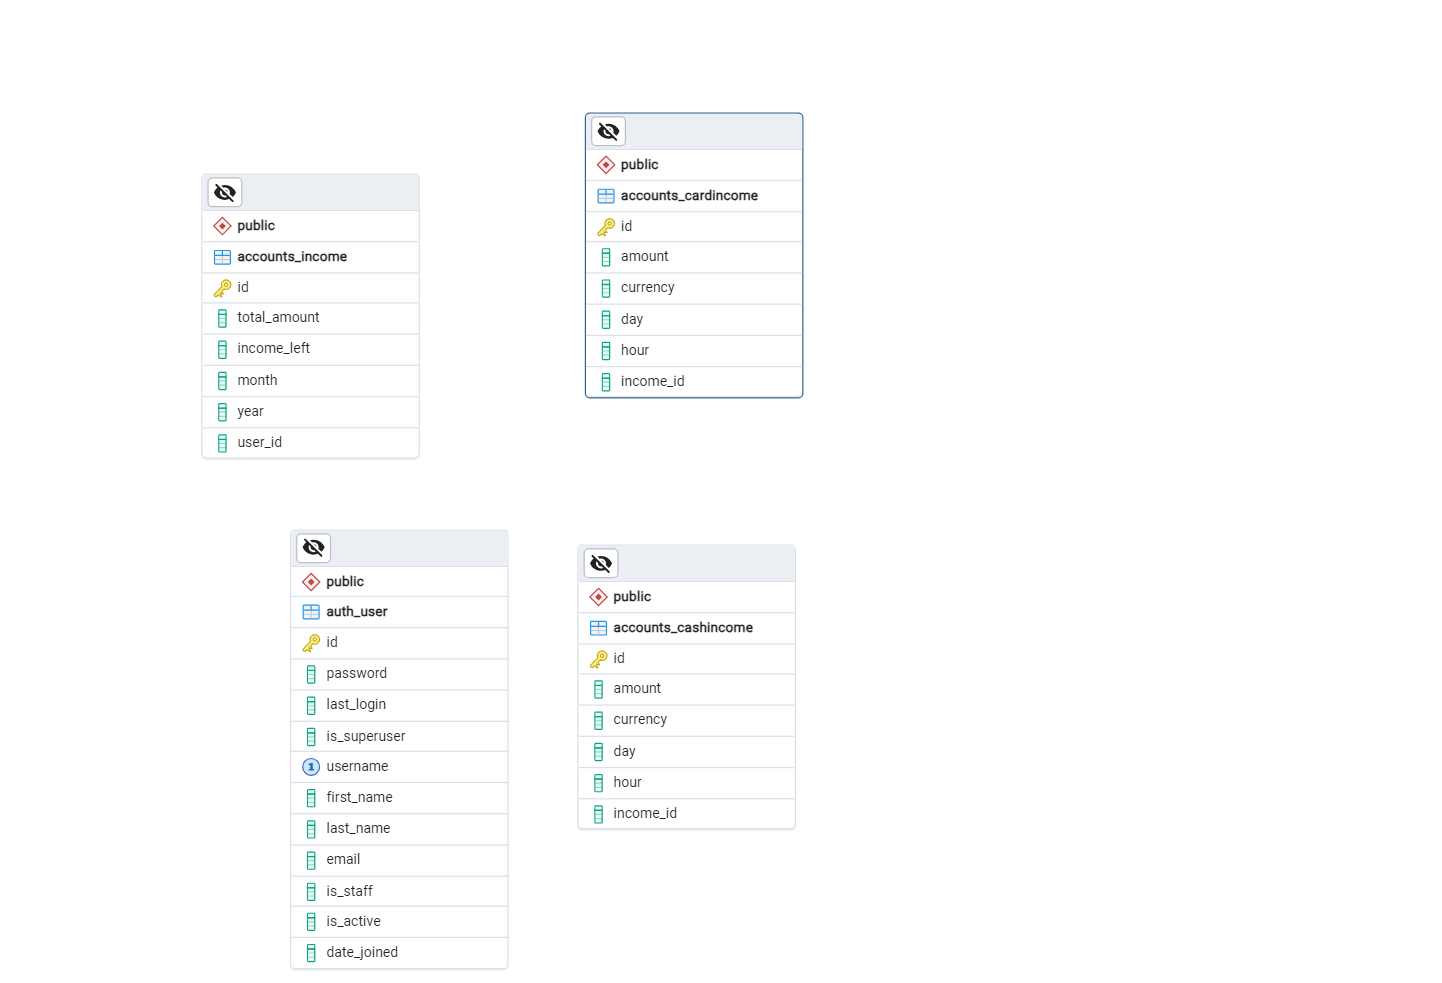 public
accounts_income
id
total_amount
income_left
month
year
user_id
public
accounts_cardincome
id
amount
currency
day
hour
income_id
public
auth_user
id
password
last_login
is_superuser
1 username
first_name
last_name
email
is_staff
is_active
date_joined
public
accounts_cashincome
id
amount
currency
day
hour
income_id